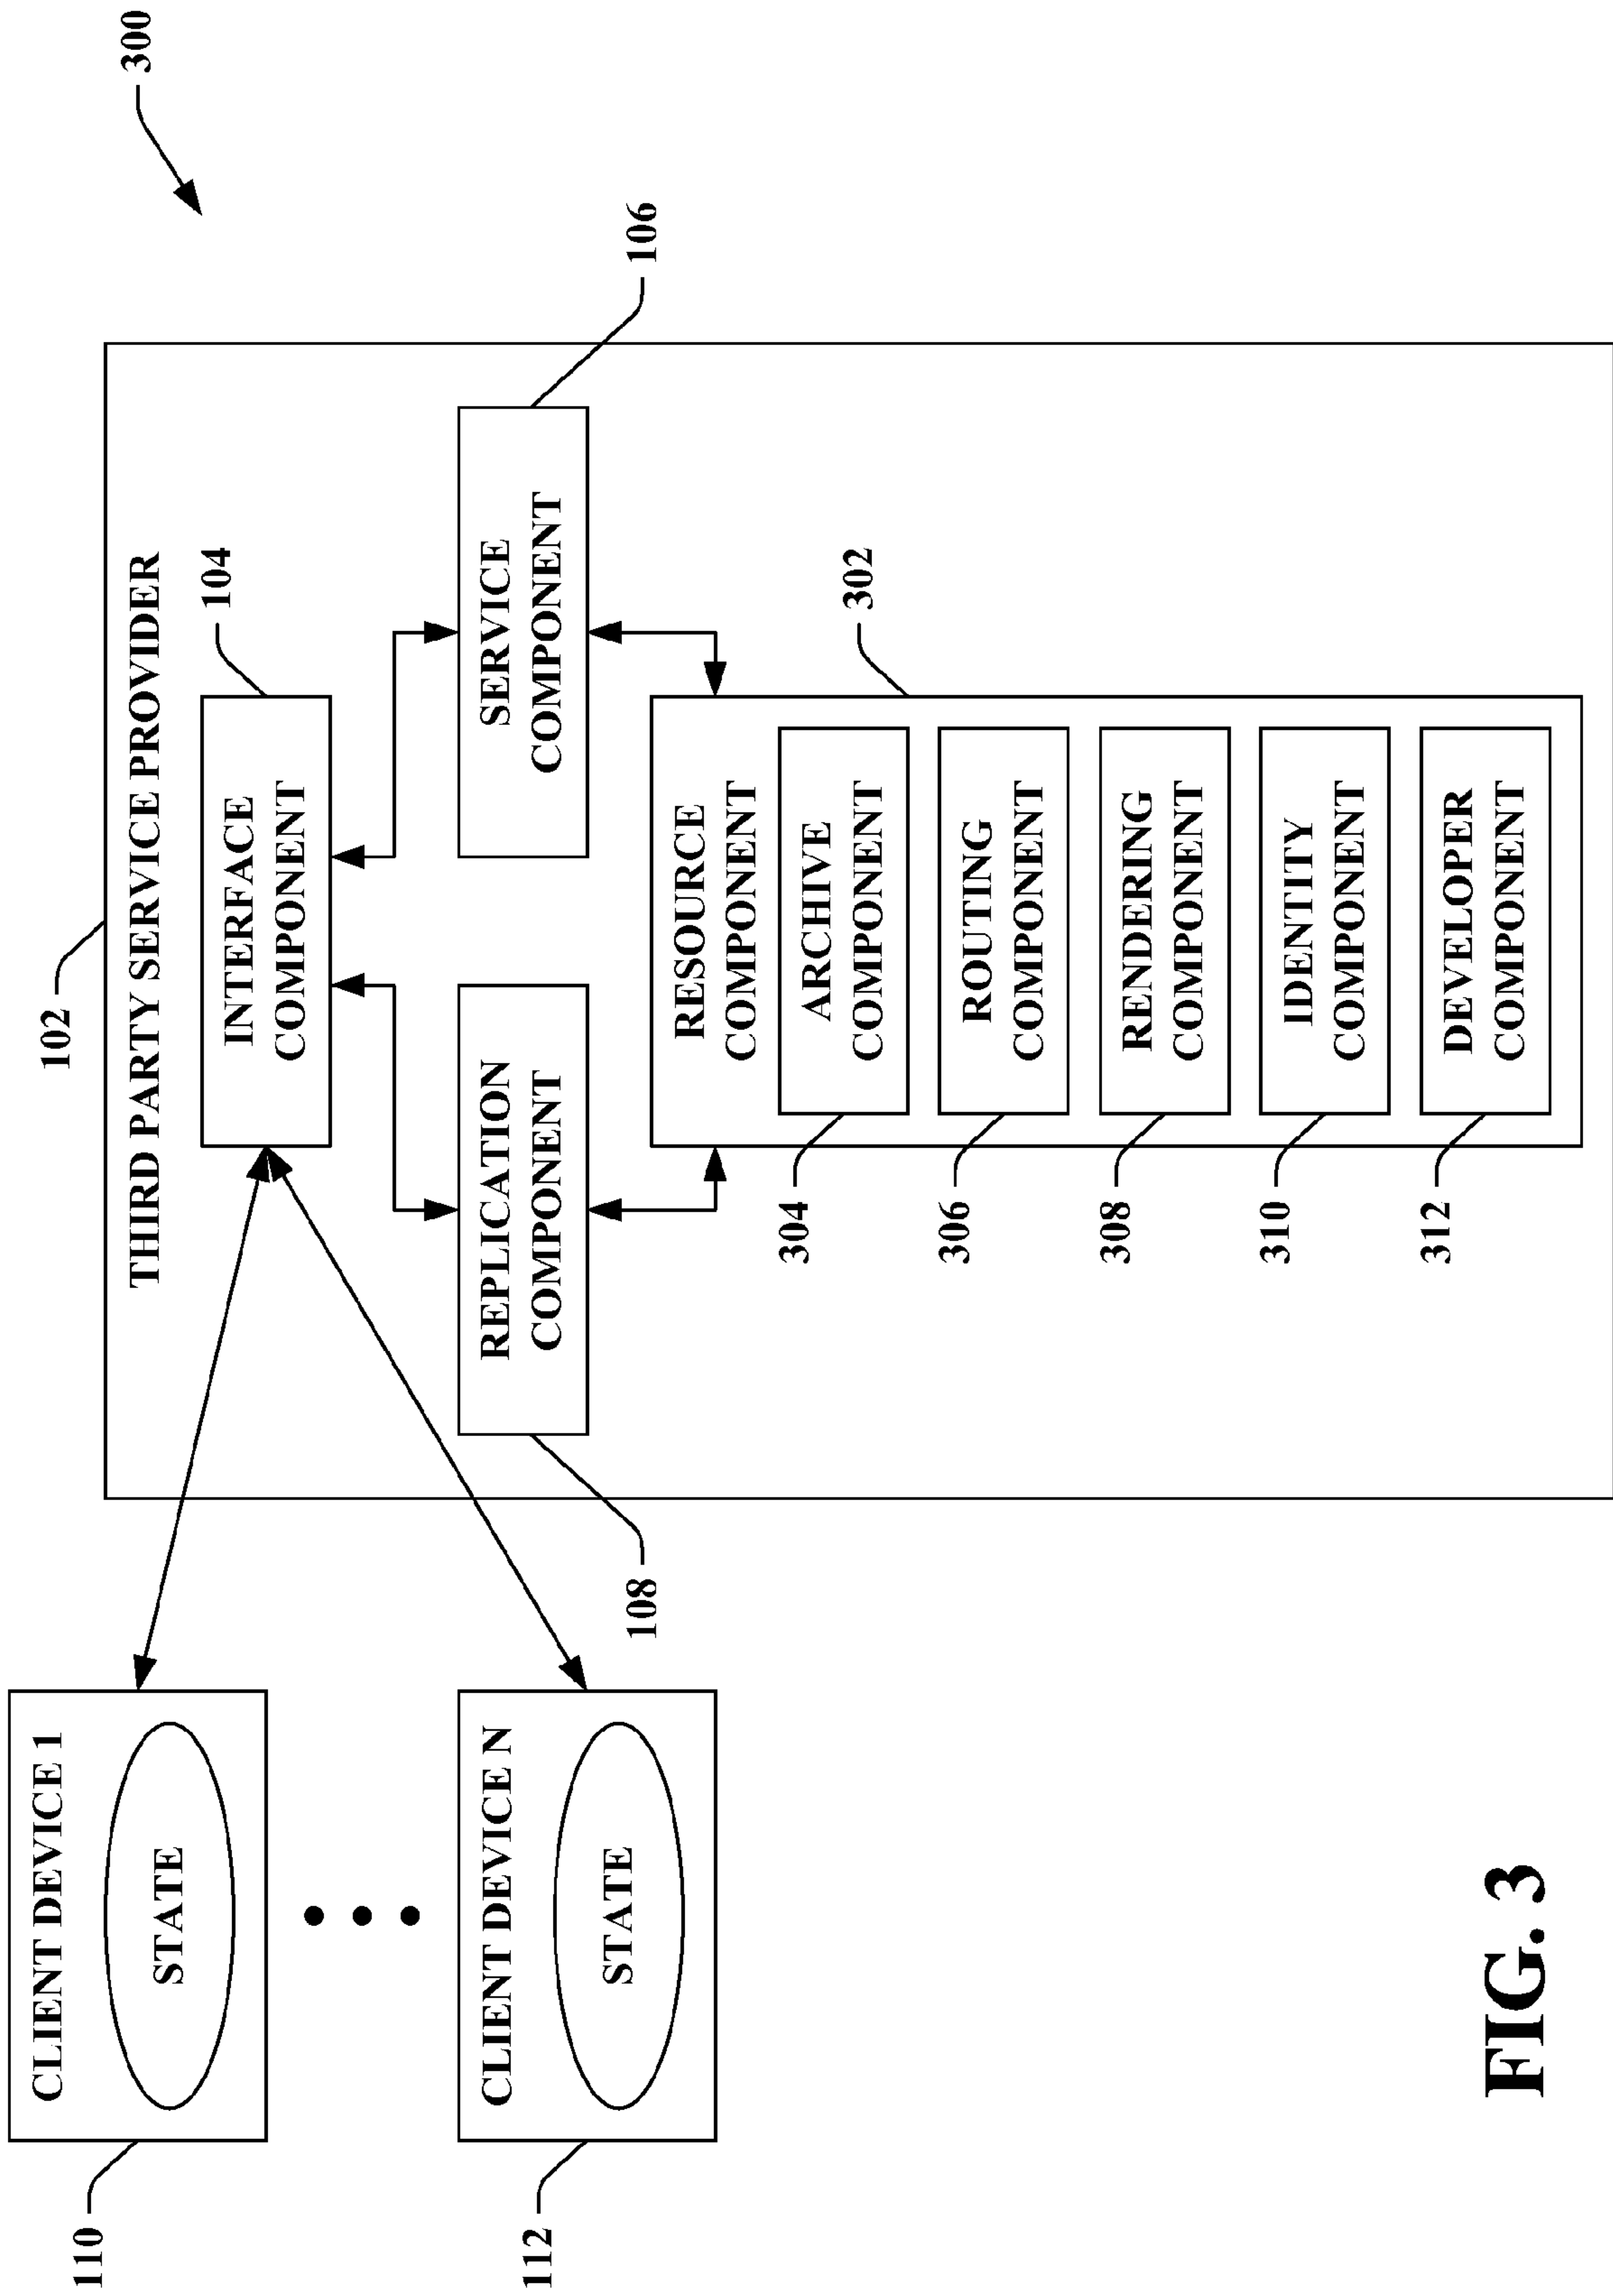 300
102
THIRD PARTY SERVICE PROVIDER
104
INTERFACE
COMPONENT
CLIENT DEVICE 1
STATE
110
106
SERVICE
COMPONENT
REPLICATION
COMPONENT
108
CLIENT DEVICE N
STATE
112
302
RESOURCE
COMPONENT
304
ARCHIVE
COMPONENT
306
ROUTING
COMPONENT
308
RENDERING
COMPONENT
310
IDENTITY
COMPONENT
312
DEVELOPER
COMPONENT
FIG. 3